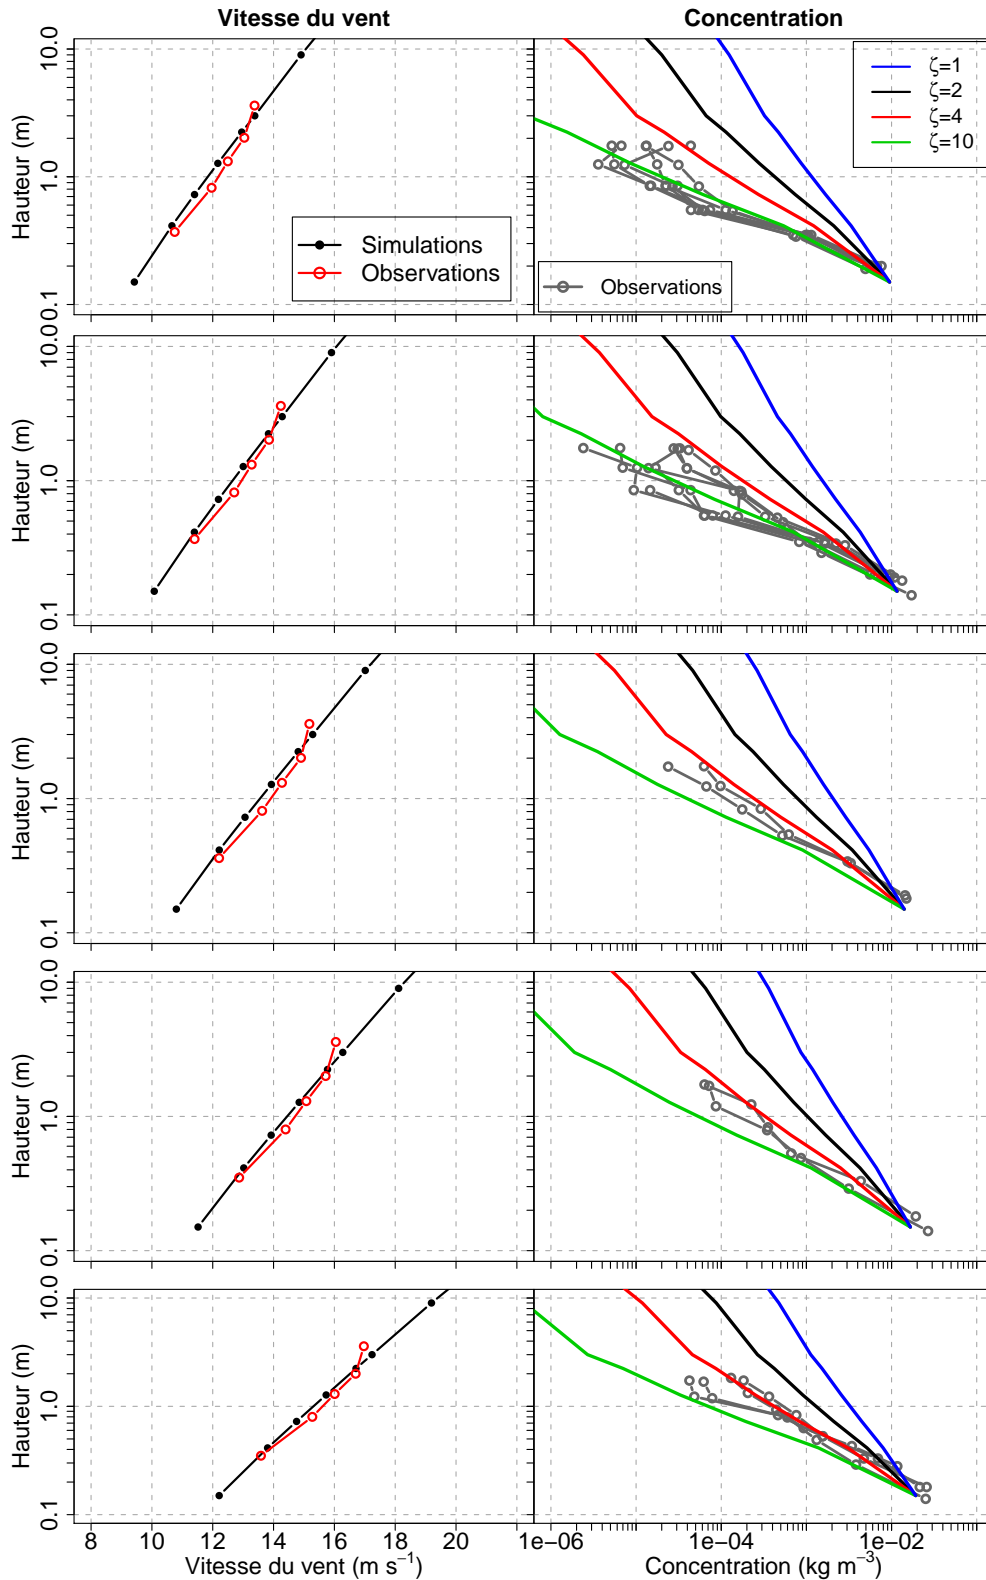 Vitesse du vent
Concentration
Hauteur (m)
10.0
1.0
0.1
Simulations
Observations
ζ=1
ζ=2
ζ=4
ζ=10
Observations
Hauteur (m)
10.0
1.0
0.1
Hauteur (m)
10.0
1.0
0.1
Hauteur (m)
10.0
1.0
0.1
Hauteur (m)
10.0
1.0
0.1
8 10 12 14 16 18 20
1e−06 1e−04 1e−02
Vitesse du vent (m s⁻¹)
Concentration (kg m⁻³)